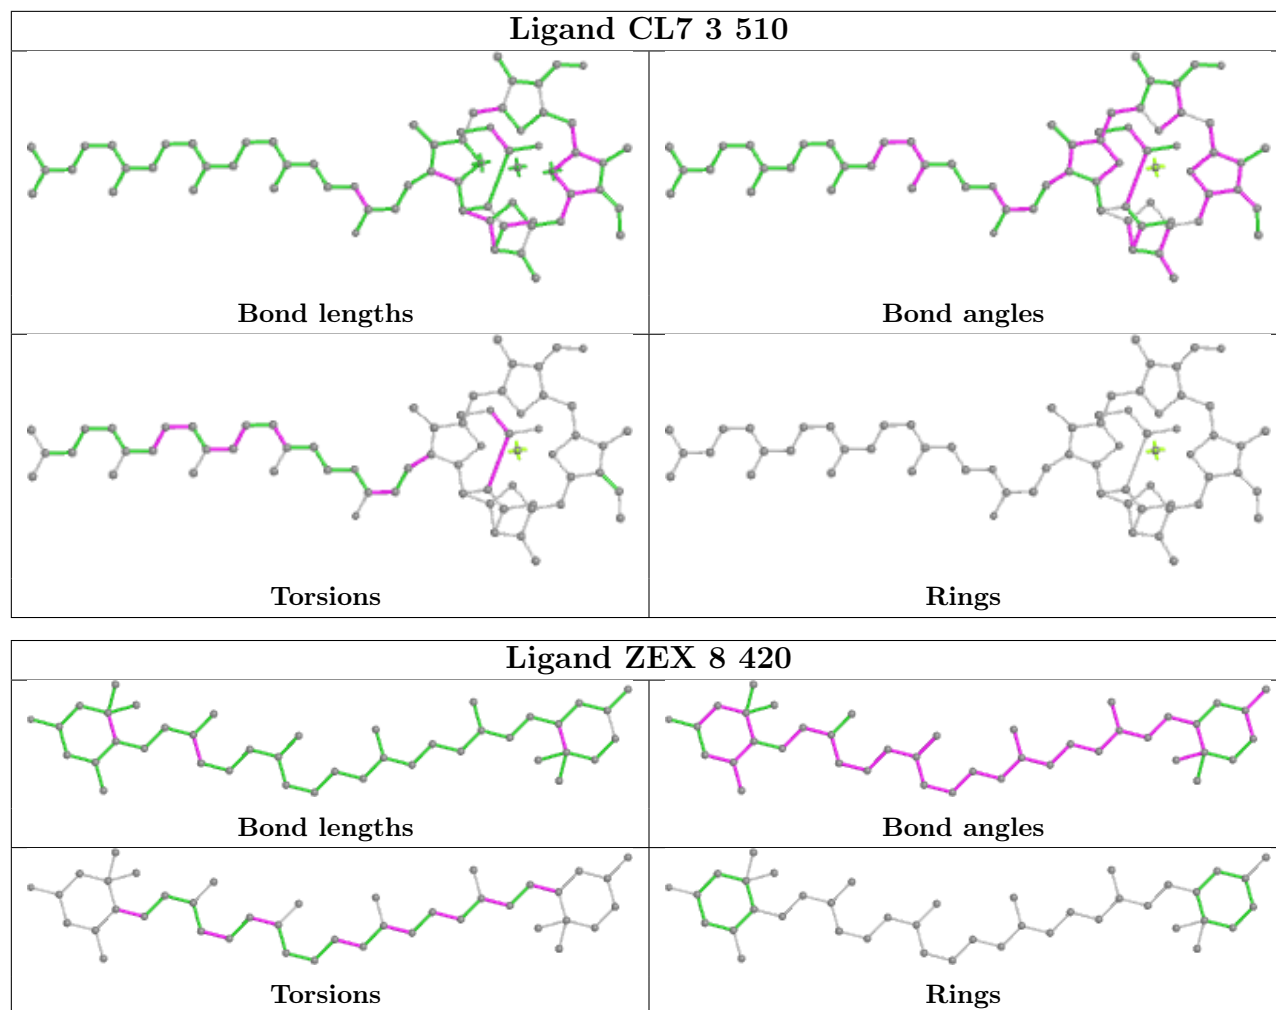 Ligand CL7 3 510
Bond lengths
Bond angles
Torsions
Rings
Ligand ZEX 8 420
Bond lengths
Bond angles
Torsions
Rings